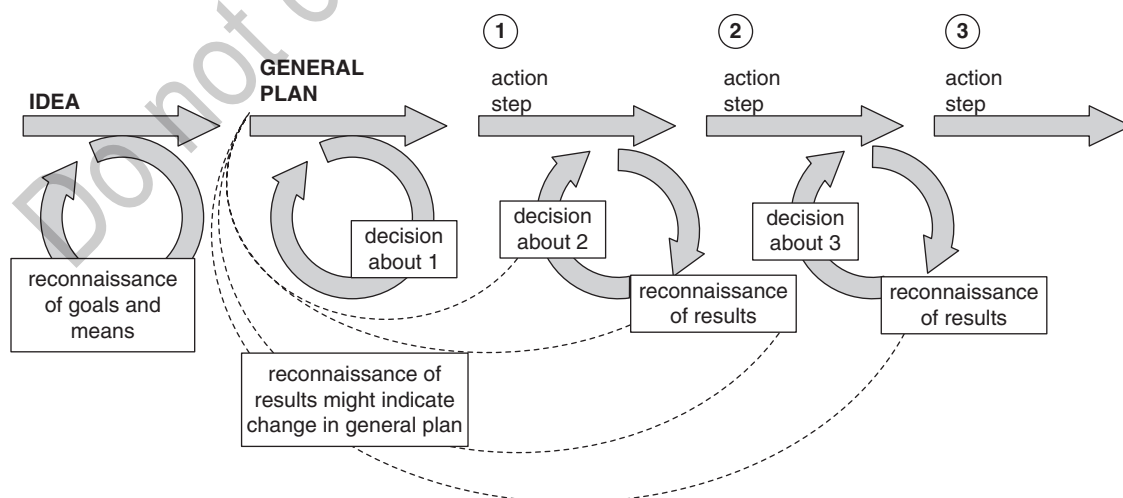 1
2
3
IDEA
GENERAL
PLAN
action
step
action
step
action
step
decision
about 1
decision
about 2
decision
about 3
reconnaissance
of goals and
means
reconnaissance
of results
reconnaissance
of results
reconnaissance of
results might indicate
change in general plan
Do not c